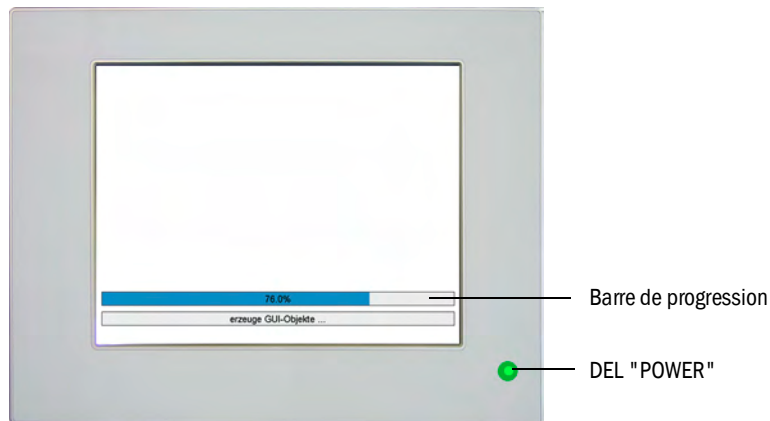 76.0%
Barre de progression
erzeuge GUI-Objekte ...
DEL "POWER"